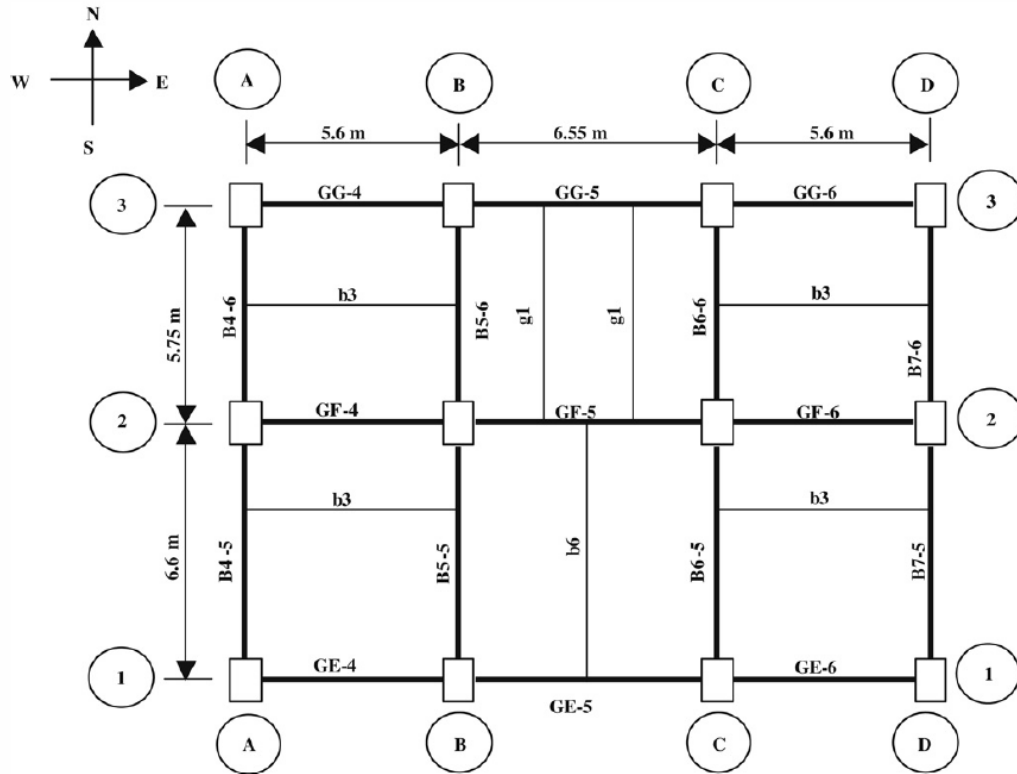 N
W E
S
A B C D
5.6 m 6.55 m 5.6 m
3 GG-4 GG-5 GG-6 3
5.75 m B4-6 b3 B5-6 g1 g1 B6-6 b3 B7-6
2 GF-4 GF-5 GF-6 2
6.6 m B4-5 b3 B5-5 b6 B6-5 b3 B7-5
1 GE-4 GE-5 GE-6 1
A B C D